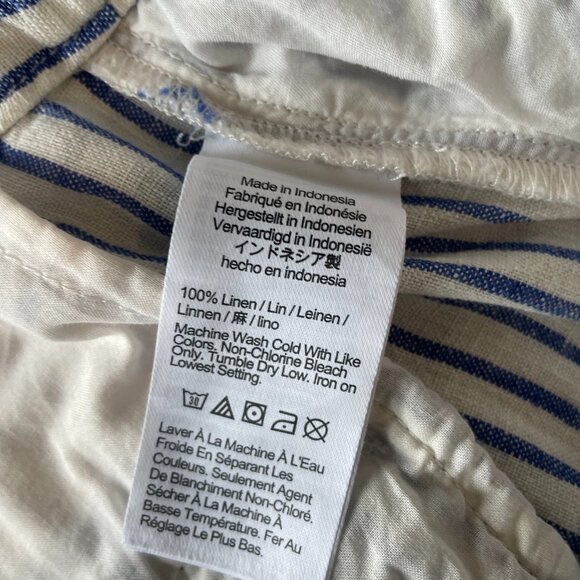 Made in Indonesia
Fabriqué en Indonésie
Hergestellt in Indonesien
Vervaardigd in Indonesië
インドネシア製
hecho en indonesia
100% Linen / Lin / Leinen /
Linnen / 麻 / lino
Machine Wash Cold With Like
Colors. Non-Chlorine Bleach
Only. Tumble Dry Low. Iron on
Lowest Setting.
30
Laver À La Machine À L'Eau
Froide En Séparant Les
Couleurs. Seulement Agent
De Blanchiment Non-Chloré.
Sécher À La Machine À
Basse Température. Fer Au
Réglage Le Plus Bas.